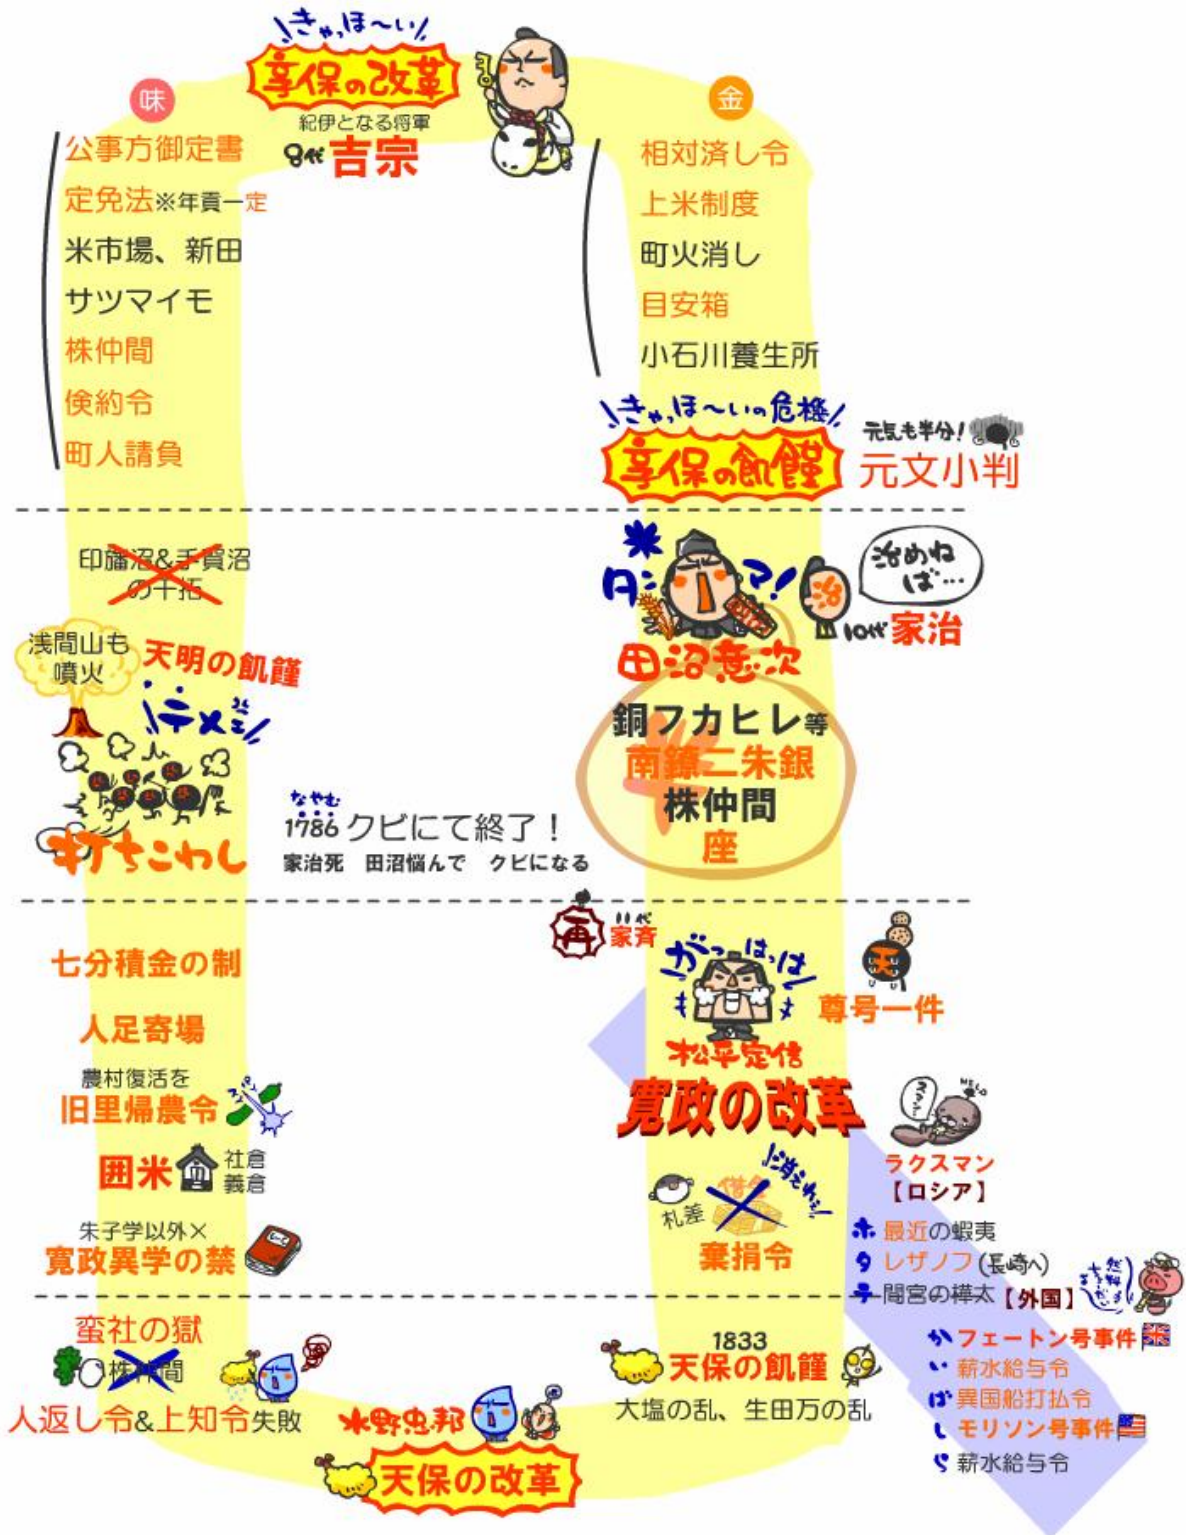 \きゃっほ〜い/
享保の改革
紀伊となる将軍
8代 吉宗
味
公事方御定書
定免法※年貢一定
米市場、新田
サツマイモ
株仲間
倹約令
町人請負
金
相対済し令
上米制度
町火消し
目安箱
小石川養生所
\きゃっほ〜いの危機/
享保の飢饉
元気も半分!
元文小判
印旛沼&手賀沼
の干拓
浅間山も
噴火
天明の飢饉
打ちこわし
なやむ
1786 クビにて終了！
家治死 田沼悩んで クビになる
米
タンマ!
治
治めねば…
10代 家治
田沼意次
銅フカヒレ等
南鐐二朱銀
株仲間
座
再
11代
家斉
がっはっは
松平定信
寛政の改革
天
尊号一件
七分積金の制
人足寄場
農村復活を
旧里帰農令
囲米
社倉
義倉
朱子学以外×
寛政異学の禁
札差
借金
消えれぇ!
棄捐令
ラクスマン
【ロシア】
ホ 最近の蝦夷
タ レザノフ(長崎へ)
テ 間宮の樺太
【外国】
か フェートン号事件
い 薪水給与令
ば 異国船打払令
し モリソン号事件
ら 薪水給与令
蛮社の獄
株仲間
人返し令&上知令失敗
水野忠邦
天保の改革
1833
天保の飢饉
大塩の乱、生田万の乱